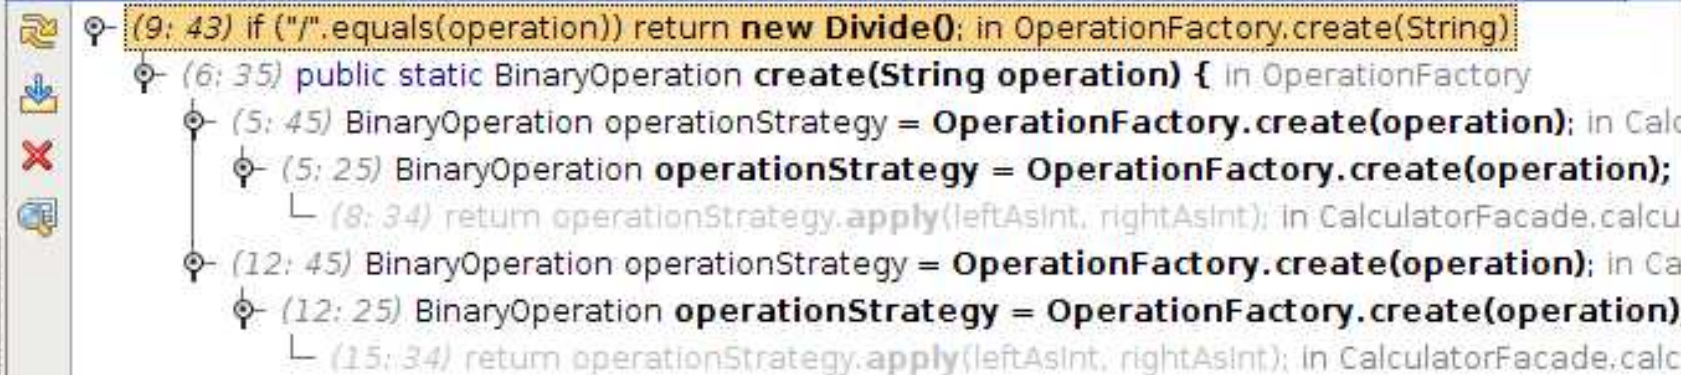 (9: 43) if ("/".equals(operation)) return new Divide(); in OperationFactory.create(String)
(6: 35) public static BinaryOperation create(String operation) { in OperationFactory
(5: 45) BinaryOperation operationStrategy = OperationFactory.create(operation); in Calc
(5: 25) BinaryOperation operationStrategy = OperationFactory.create(operation);
(8: 34) return operationStrategy.apply(leftAsInt, rightAsInt); in CalculatorFacade.calcu
(12: 45) BinaryOperation operationStrategy = OperationFactory.create(operation); in Ca
(12: 25) BinaryOperation operationStrategy = OperationFactory.create(operation)
(15: 34) return operationStrategy.apply(leftAsInt, rightAsInt); in CalculatorFacade.calc